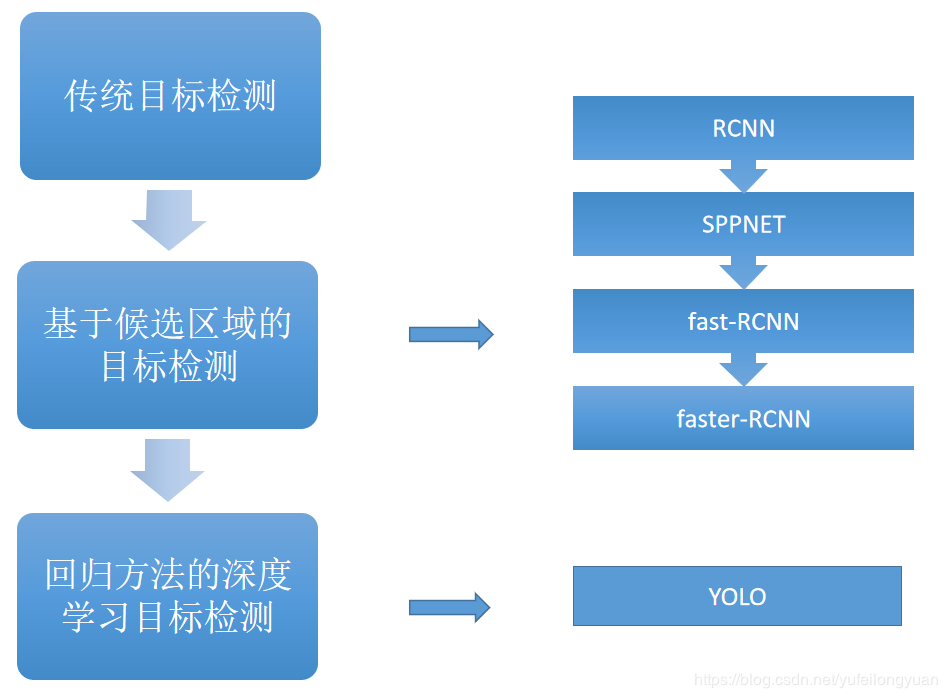 传统目标检测
基于候选区域的
目标检测
回归方法的深度
学习目标检测
RCNN
SPPNET
fast-RCNN
faster-RCNN
YOLO
https://blog.csdn.net/yufeilongyuan